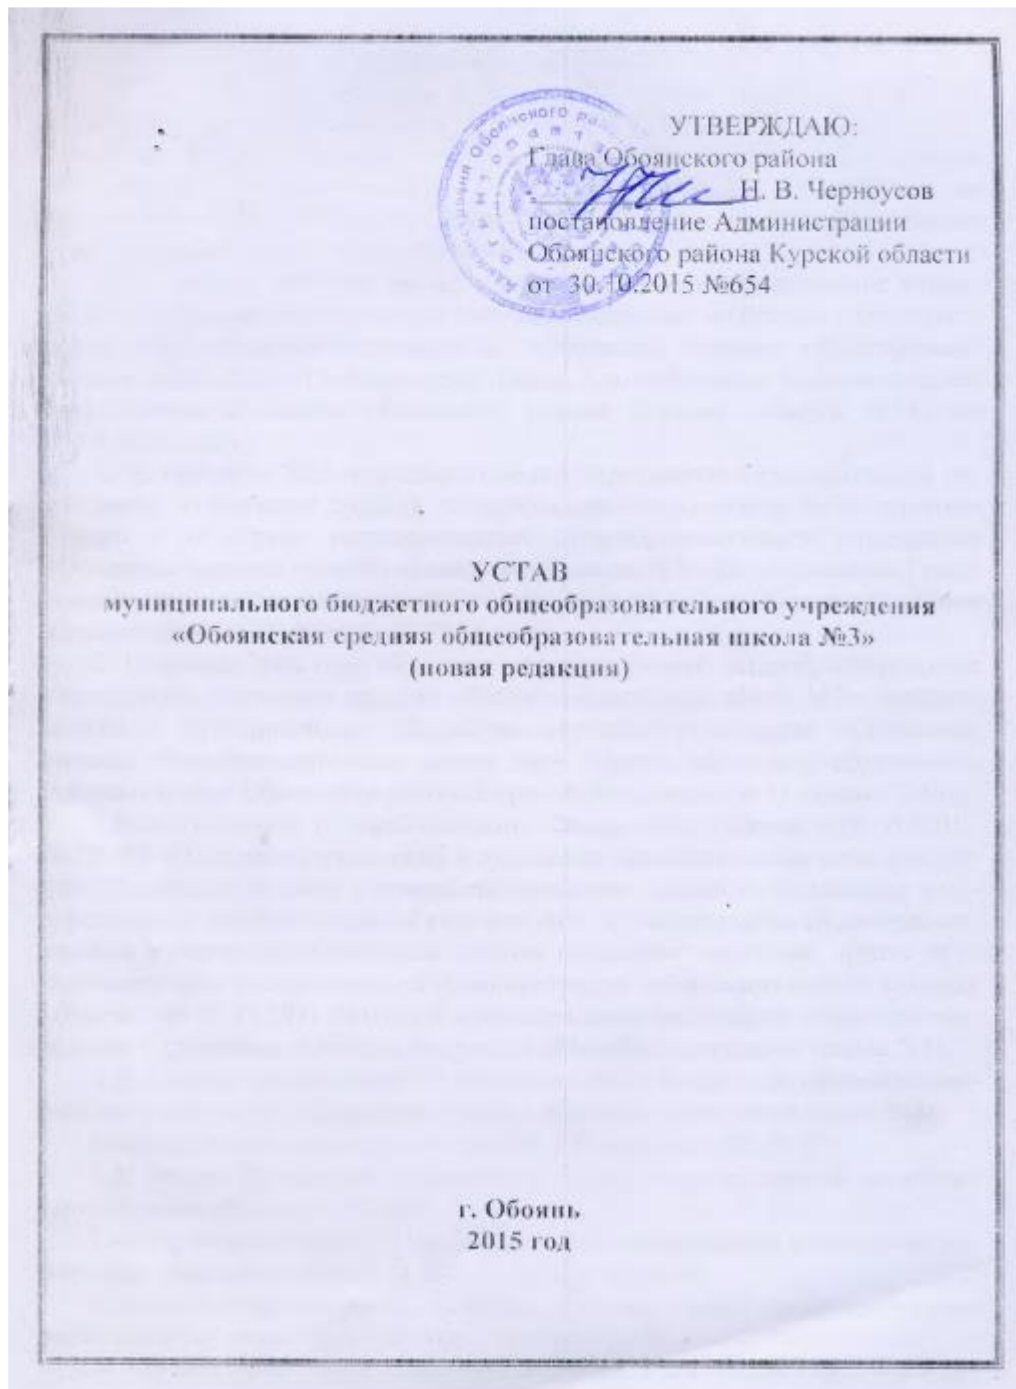 УТВЕРЖДАЮ:
Глава Обоянского района
Н. В. Черноусов
постановление Администрации
Обоянского района Курской области
от 30.10.2015 №654
УСТАВ
муниципального бюджетного общеобразовательного учреждения
«Обоянская средняя общеобразовательная школа №3»
(новая редакция)
г. Обоянь
2015 год